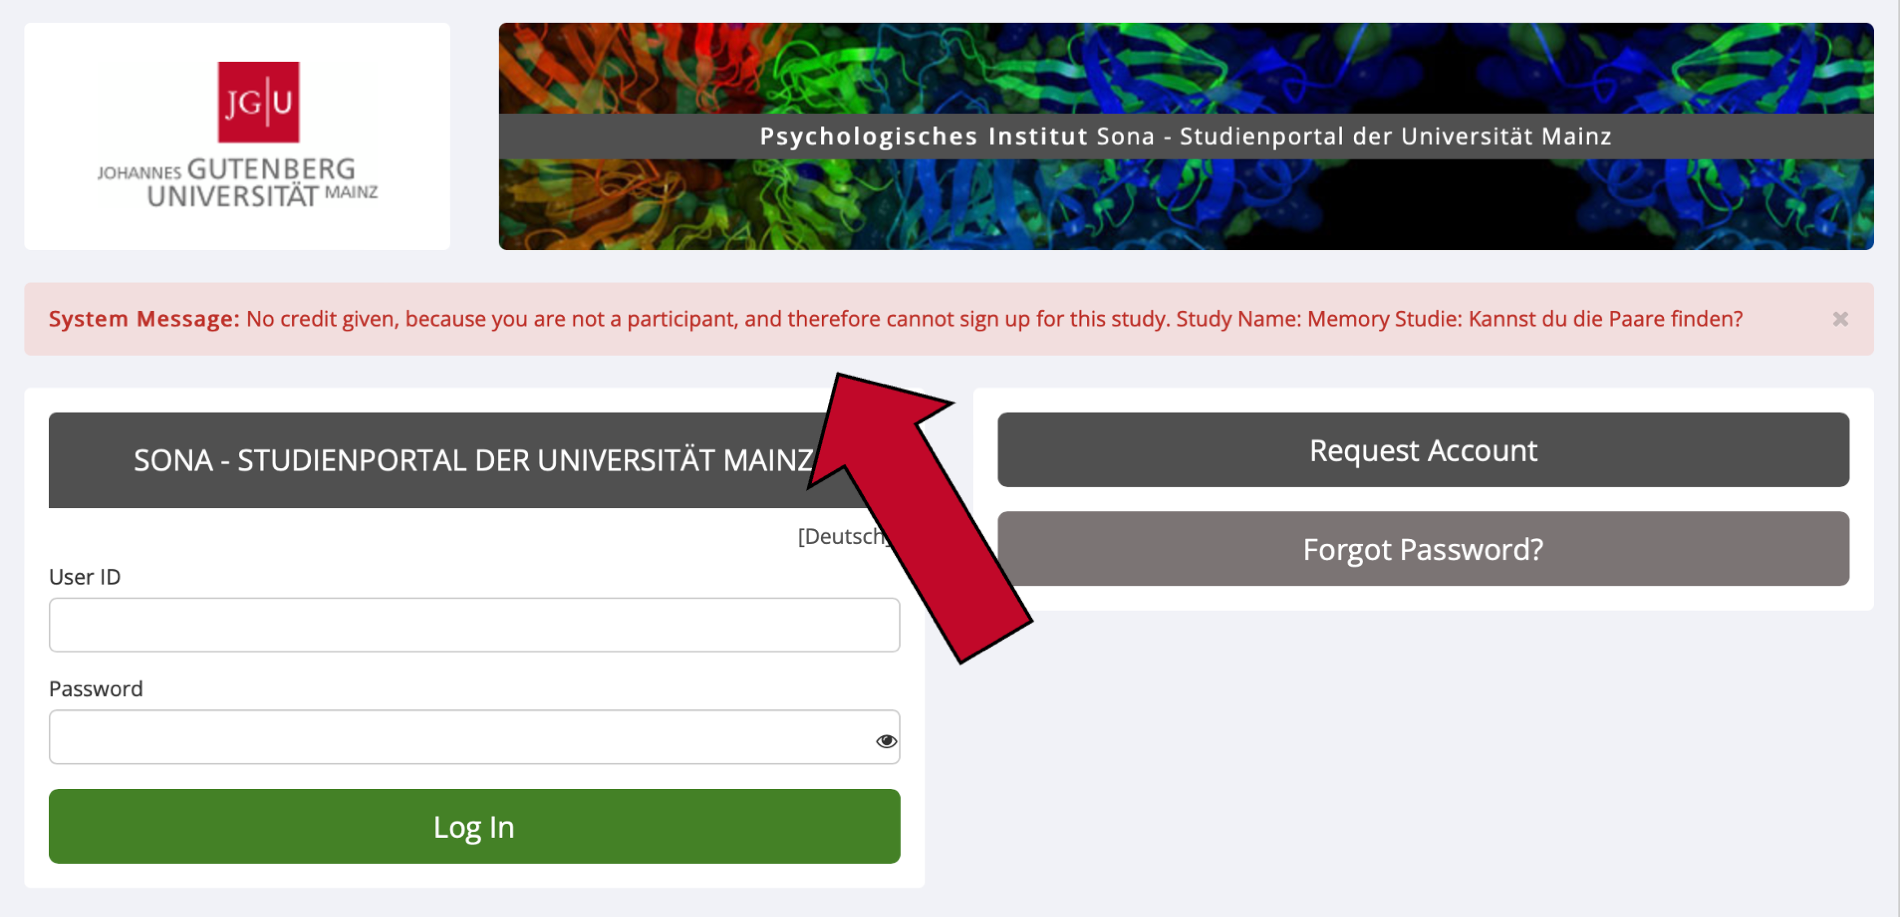 JG|U
JOHANNES GUTENBERG
UNIVERSITÄT MAINZ
Psychologisches Institut Sona - Studienportal der Universität Mainz
System Message: No credit given, because you are not a participant, and therefore cannot sign up for this study. Study Name: Memory Studie: Kannst du die Paare finden?
×
SONA - STUDIENPORTAL DER UNIVERSITÄT MAINZ
[Deutsch]
User ID
Password
Log In
Request Account
Forgot Password?